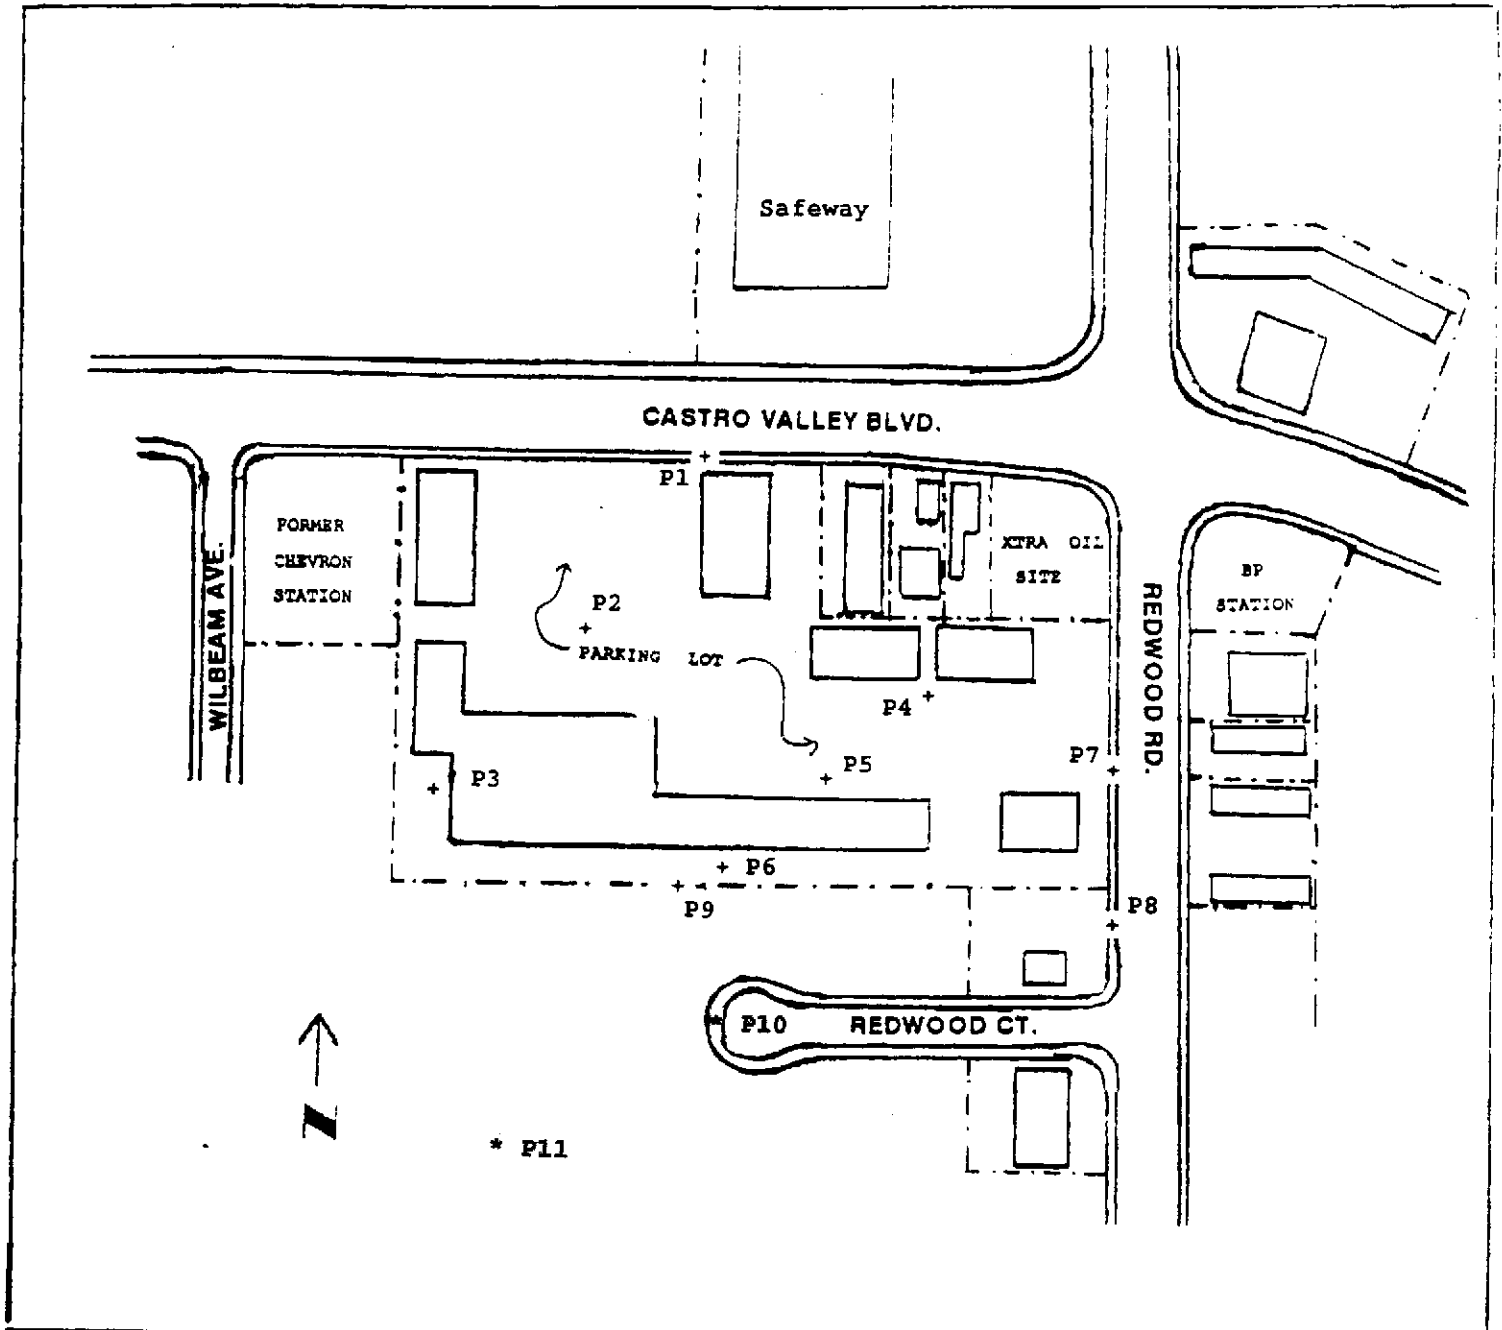 Safeway
CASTRO VALLEY BLVD.
P1
FORMER
CHEVRON
STATION
XTRA OIL
SITE
BP
STATION
WILBEAM AVE.
REDWOOD RD.
P2
PARKING LOT
P4
P7
P5
P3
P6
P9
P8
* P10
REDWOOD CT.
N
* P11